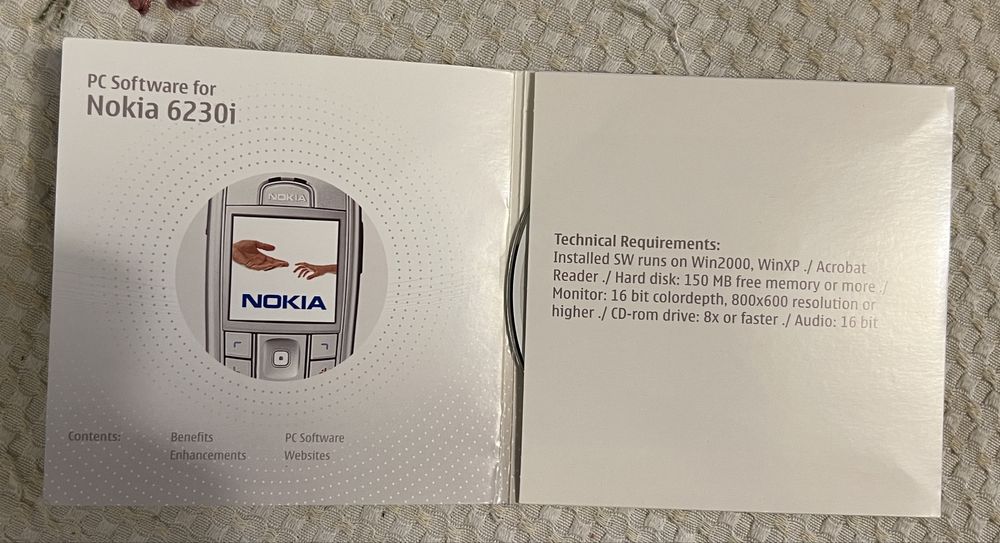 PC Software for
Nokia 6230i
NOKIA
NOKIA
Contents:
Benefits
Enhancements
PC Software
Websites
Technical Requirements:
Installed SW runs on Win2000, WinXP ./ Acrobat
Reader ./ Hard disk: 150 MB free memory or more ./
Monitor: 16 bit colordepth, 800x600 resolution or
higher ./ CD-rom drive: 8x or faster ./ Audio: 16 bit